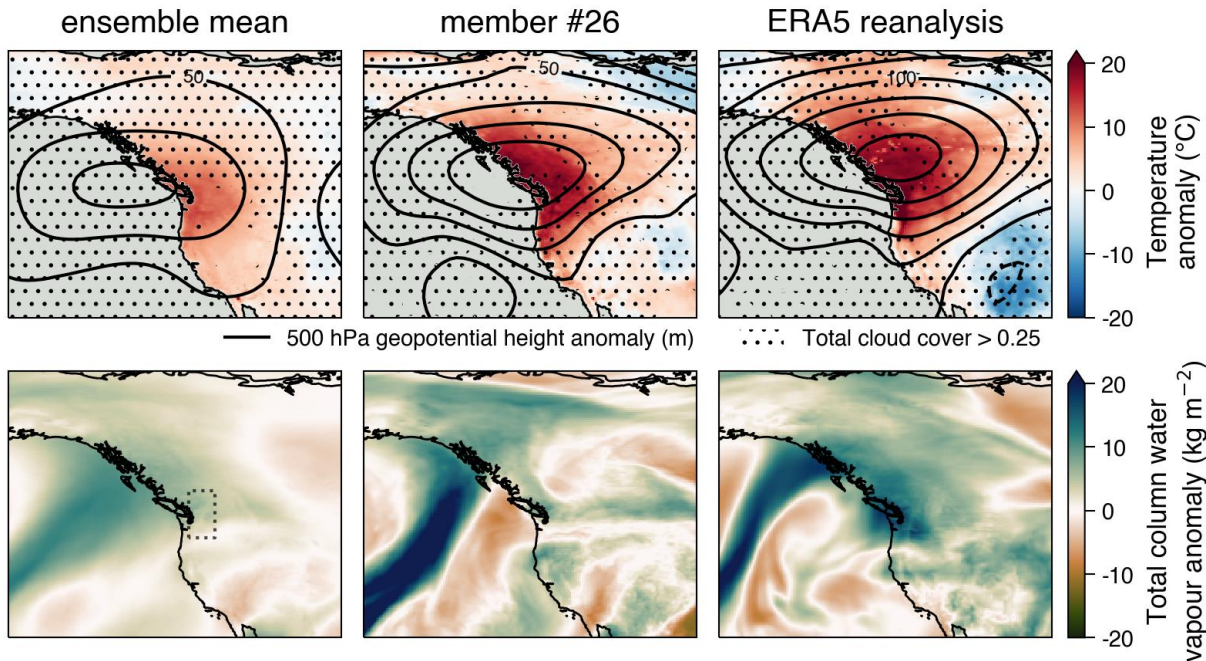 ensemble mean
member #26
ERA5 reanalysis
50
50
100
20
10
0
-10
-20
Temperature
anomaly (°C)
500 hPa geopotential height anomaly (m)
Total cloud cover > 0.25
20
10
0
-10
-20
Total column water
vapour anomaly (kg m⁻²)